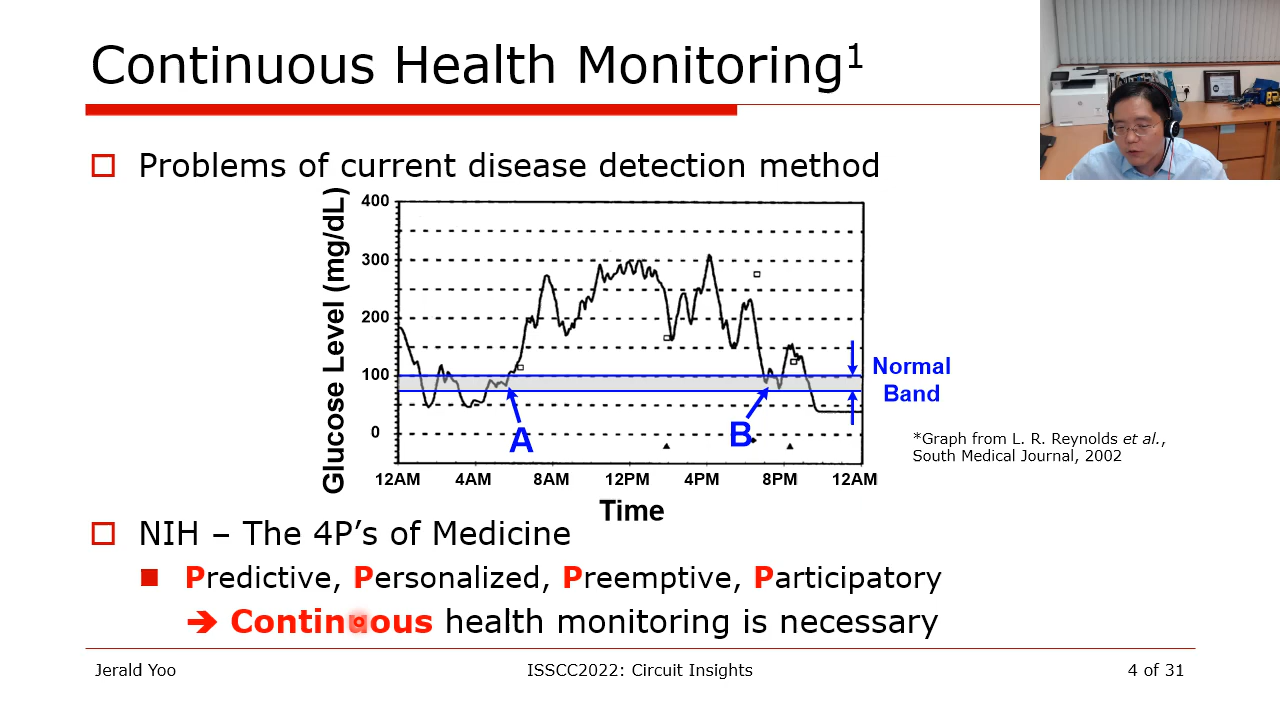 Continuous Health Monitoring1
Problems of current disease detection method
Glucose Level (mg/dL)
400
300
200
100
0
12AM 4AM 8AM 12PM 4PM 8PM 12AM
Time
A
B
Normal
Band
*Graph from L. R. Reynolds et al.,
South Medical Journal, 2002
NIH – The 4P’s of Medicine
Predictive, Personalized, Preemptive, Participatory
➔ Continuous health monitoring is necessary
Jerald Yoo
ISSCC2022: Circuit Insights
4 of 31